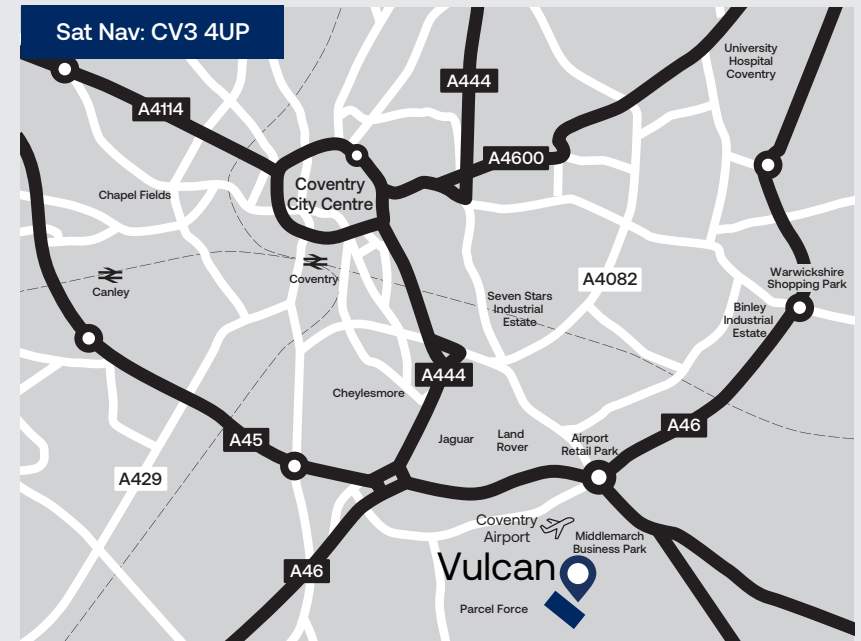 Sat Nav: CV3 4UP
University
Hospital
Coventry
A444
A4114
A4600
Chapel Fields
Coventry
City Centre
Canley
Coventry
A4082
Warwickshire
Shopping Park
Seven Stars
Industrial
Estate
Binley
Industrial
Estate
A444
Cheylesmore
A46
A45
Jaguar
Land
Rover
Airport
Retail Park
A429
Coventry
Airport
Middlemarch
Business Park
Vulcan
A46
Parcel Force